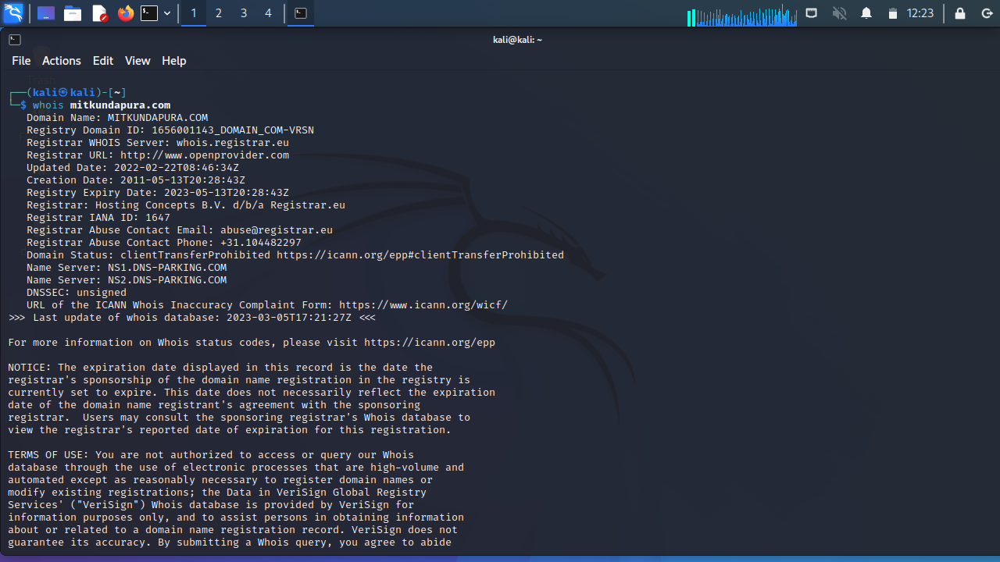 1 2 3 4 12:23
kali@kali: ~
File Actions Edit View Help
Trash
┌──(kali㉿kali)-[~]
└─$ whois mitkundapura.com
Domain Name: MITKUNDAPURA.COM
Registry Domain ID: 1656001143_DOMAIN_COM-VRSN
Registrar WHOIS Server: whois.registrar.eu
Registrar URL: http://www.openprovider.com
Updated Date: 2022-02-22T08:46:34Z
Creation Date: 2011-05-13T20:28:43Z
Registry Expiry Date: 2023-05-13T20:28:43Z
Registrar: Hosting Concepts B.V. d/b/a Registrar.eu
Registrar IANA ID: 1647
Registrar Abuse Contact Email: abuse@registrar.eu
Registrar Abuse Contact Phone: +31.104482297
Domain Status: clientTransferProhibited https://icann.org/epp#clientTransferProhibited
Name Server: NS1.DNS-PARKING.COM
Name Server: NS2.DNS-PARKING.COM
DNSSEC: unsigned
URL of the ICANN Whois Inaccuracy Complaint Form: https://www.icann.org/wicf/
>>> Last update of whois database: 2023-03-05T17:21:27Z <<<
For more information on Whois status codes, please visit https://icann.org/epp
NOTICE: The expiration date displayed in this record is the date the
registrar's sponsorship of the domain name registration in the registry is
currently set to expire. This date does not necessarily reflect the expiration
date of the domain name registrant's agreement with the sponsoring
registrar.  Users may consult the sponsoring registrar's Whois database to
view the registrar's reported date of expiration for this registration.
TERMS OF USE: You are not authorized to access or query our Whois
database through the use of electronic processes that are high-volume and
automated except as reasonably necessary to register domain names or
modify existing registrations; the Data in VeriSign Global Registry
Services' ("VeriSign") Whois database is provided by VeriSign for
information purposes only, and to assist persons in obtaining information
about or related to a domain name registration record. VeriSign does not
guarantee its accuracy. By submitting a Whois query, you agree to abide